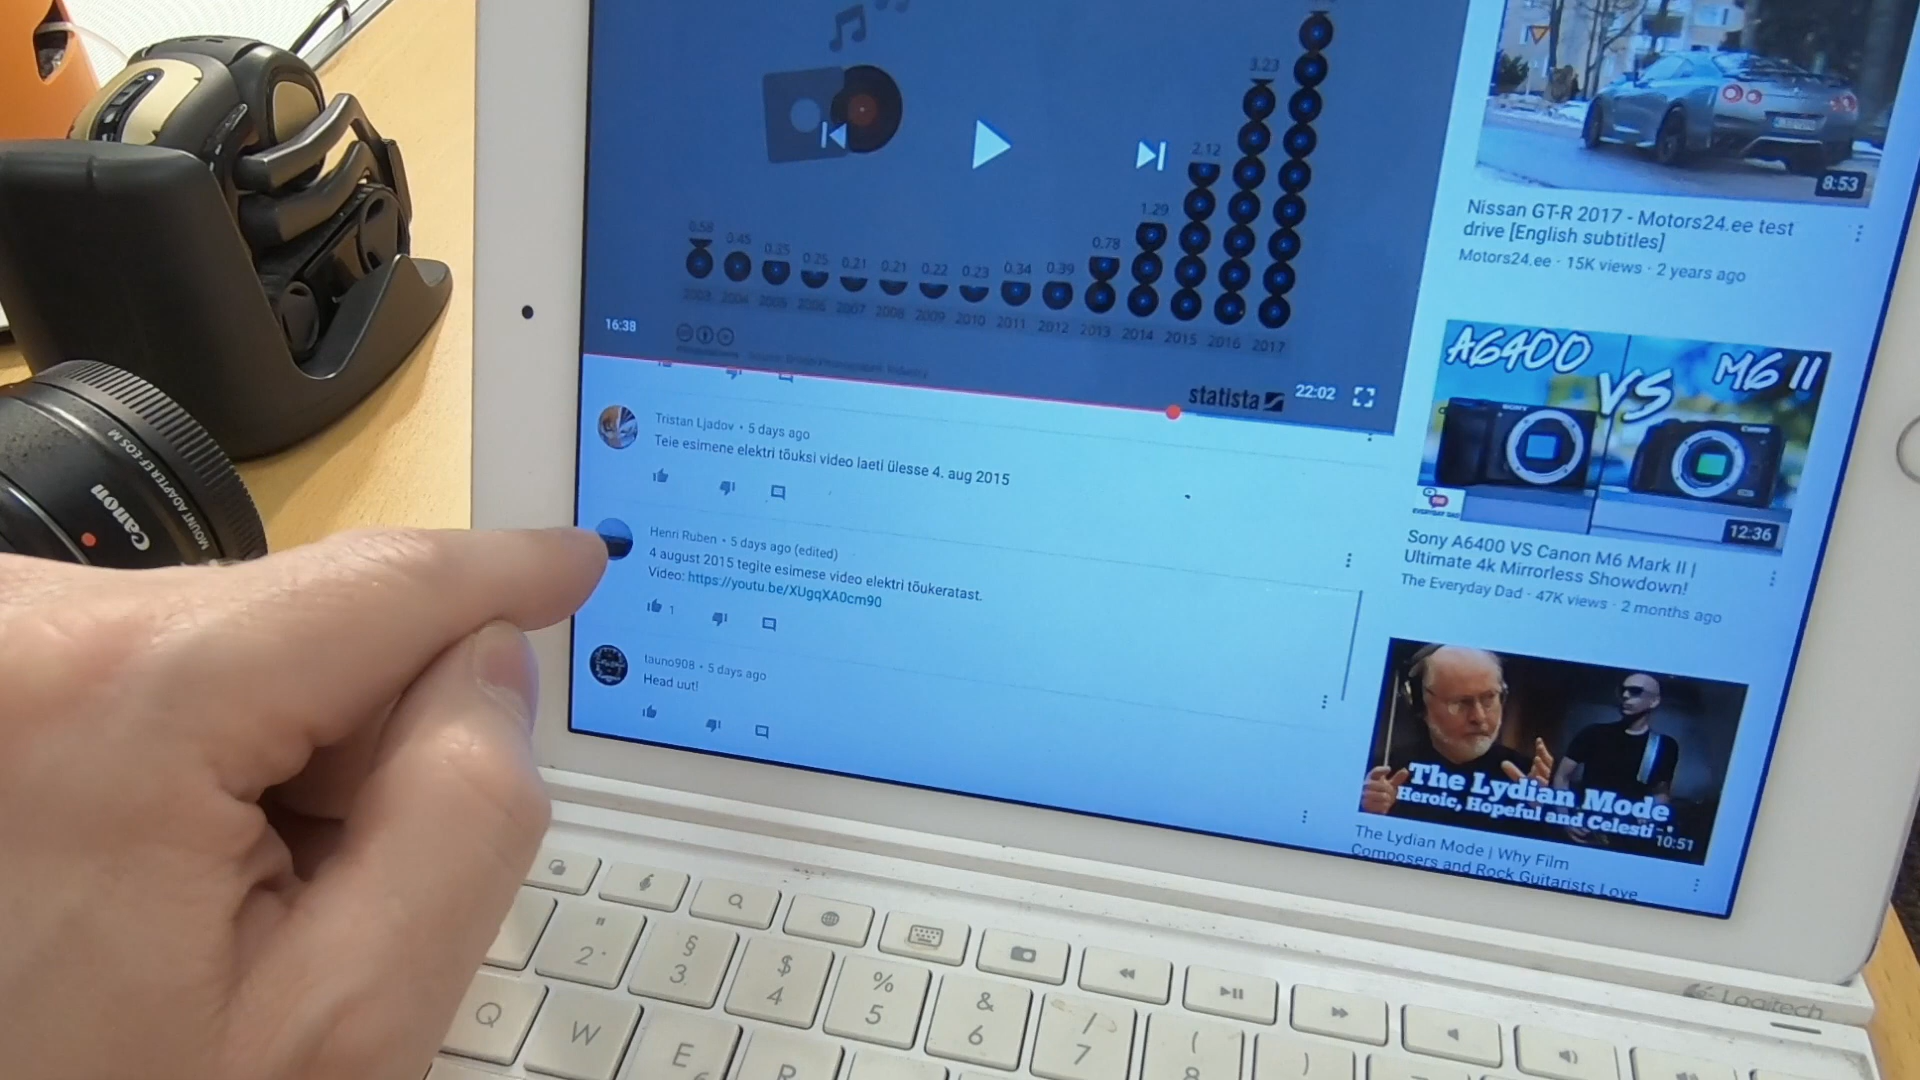 3.23
2.12
1.29
0.78
0.58
0.45
0.35
0.25
0.21
0.21
0.22
0.23
0.34
0.39
2003
2004
2005
2006
2007
2008
2009
2010
2011
2012
2013
2014
2015
2016
2017
16:38
statista
22:02
Tristan Ljadov • 5 days ago
Teie esimene elektri tõuksi video laeti ülesse 4. aug 2015
Henri Ruben • 5 days ago (edited)
4 august 2015 tegite esimese video elektri tõukeratast.
Video: https://youtu.be/XUgqXA0cm90
1
tauno908 • 5 days ago
Head uut!
8:53
Nissan GT-R 2017 - Motors24.ee test
drive [English subtitles]
Motors24.ee · 15K views · 2 years ago
A6400
VS
M6 II
SONY
Canon
EVERYDAY DAD
12:36
Sony A6400 VS Canon M6 Mark II |
Ultimate 4k Mirrorless Showdown!
The Everyday Dad · 47K views · 2 months ago
The Lydian Mode
Heroic, Hopeful and Celesti
10:51
The Lydian Mode | Why Film
Composers and Rock Guitarists Love
Canon
MOUNT ADAPTER EF-EOS M
Logitech
" 2
§ 3
$ 4
% 5
& 6
/ 7
( 8
)
Q
W
E
R